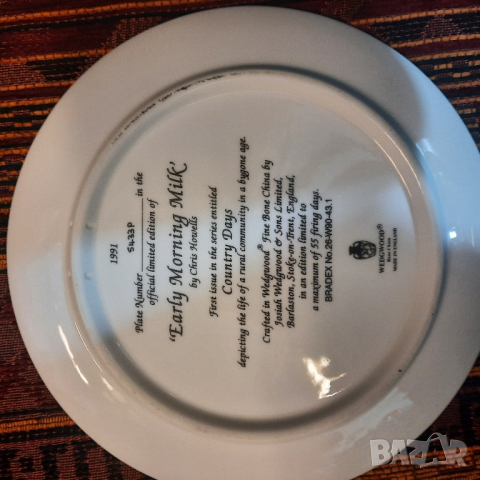 1991
5433P
Plate Number in the
official limited edition of
'Early Morning Milk'
by Chris Howells
First issue in the series entitled
Country Days
depicting the life of a rural community in a bygone age.
Crafted in Wedgwood® Fine Bone China by
Josiah Wedgwood & Sons Limited,
Barlaston, Stoke-on-Trent, England,
in an edition limited to
a maximum of 55 firing days.
BRADEX No.26-W90-43.1
WEDGWOOD®
Bone China
MADE IN ENGLAND
BAZAR